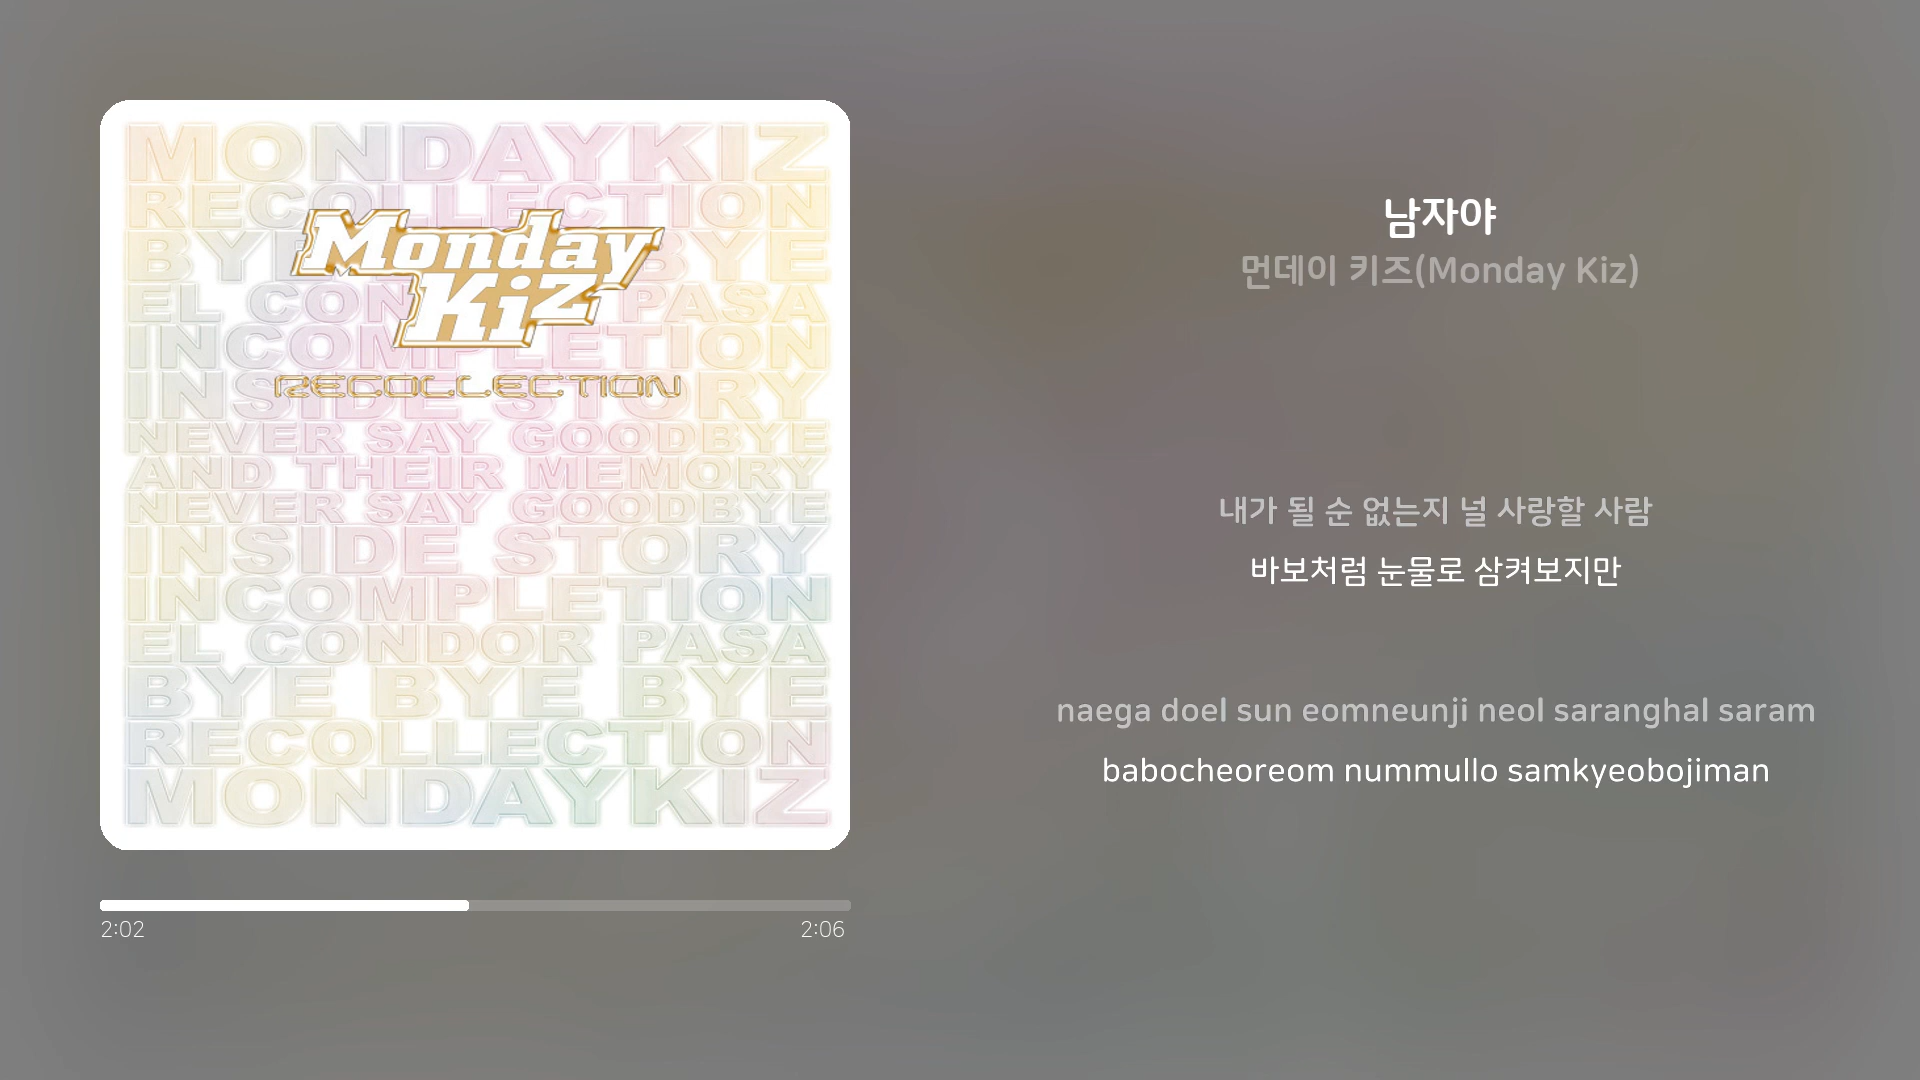 MONDAYKIZ
RECOLLECTION
BYE BYE
EL CON PASA
INCOMPLETION
Monday
Kiz
RECOLLECTION
INSIDE STORY
NEVER SAY GOODBYE
AND THEIR MEMORY
NEVER SAY GOODBYE
INSIDE STORY
INCOMPLETION
EL CONDOR PASA
BYE BYE BYE
RECOLLECTION
MONDAYKIZ
2:02
2:06
남자야
먼데이 키즈(Monday Kiz)
내가 될 순 없는지 널 사랑할 사람
바보처럼 눈물로 삼켜보지만
naega doel sun eomneunji neol saranghal saram
babocheoreom nummullo samkyeobojiman